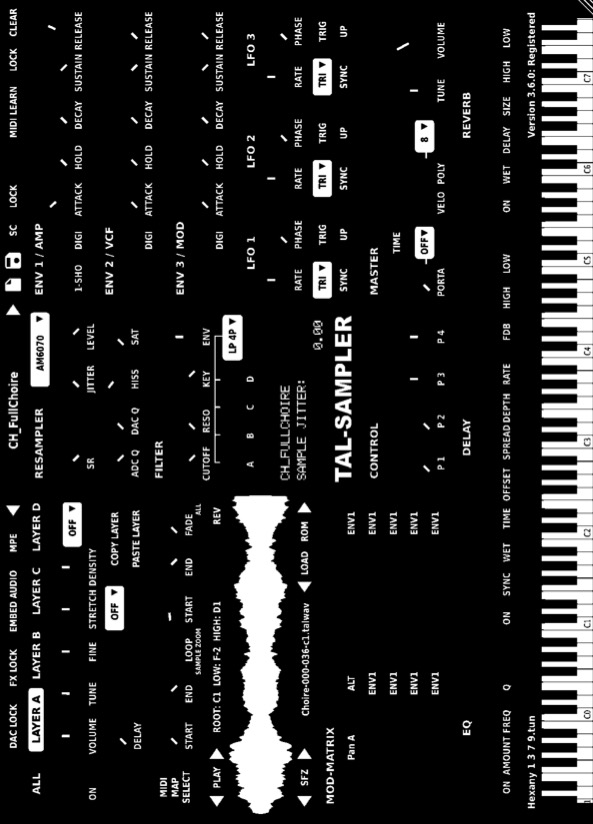 DAC LOCK FX LOCK EMBED AUDIO MPE CH_FullChoire SC LOCK MIDI LEARN LOCK CLEAR
ALL LAYER A LAYER B LAYER C LAYER D
ON VOLUME TUNE FINE STRETCH DENSITY OFF
DELAY OFF COPY LAYER
PASTE LAYER
MIDI
MAP
SELECT
START END LOOP START END FADE ALL
SAMPLE ZOOM
PLAY ROOT: C1 LOW: F-2 HIGH: D1 REV
SFZ Choire-000-036-c1.talwav LOAD ROM
RESAMPLER AM6070
SR JITTER LEVEL
ADC Q DAC Q HISS SAT
FILTER
CUTOFF RESO KEY ENV
A B C D LP 4P
CH_FULLCHOIRE
SAMPLE JITTER: 0.00
TAL-SAMPLER
ENV 1 / AMP
1-SHO DIGI ATTACK HOLD DECAY SUSTAIN RELEASE
ENV 2 / VCF
DIGI ATTACK HOLD DECAY SUSTAIN RELEASE
ENV 3 / MOD
DIGI ATTACK HOLD DECAY SUSTAIN RELEASE
LFO 1 LFO 2 LFO 3
RATE PHASE RATE PHASE RATE PHASE
TRI TRIG TRI TRIG TRI TRIG
SYNC UP SYNC UP SYNC UP
MOD-MATRIX
Pan A ALT ENV1
ENV1 ENV1
ENV1 ENV1
ENV1 ENV1
ENV1 ENV1
CONTROL
P 1 P 2 P 3 P 4
MASTER
TIME
PORTA OFF VELO POLY 8 TUNE VOLUME
EQ DELAY REVERB
ON AMOUNT FREQ Q ON SYNC WET TIME OFFSET SPREAD DEPTH RATE FDB HIGH LOW ON WET DELAY SIZE HIGH LOW
Hexany 1 3 7 9.tun Version 3.6.0: Registered
C0 C1 C2 C3 C4 C5 C6 C7